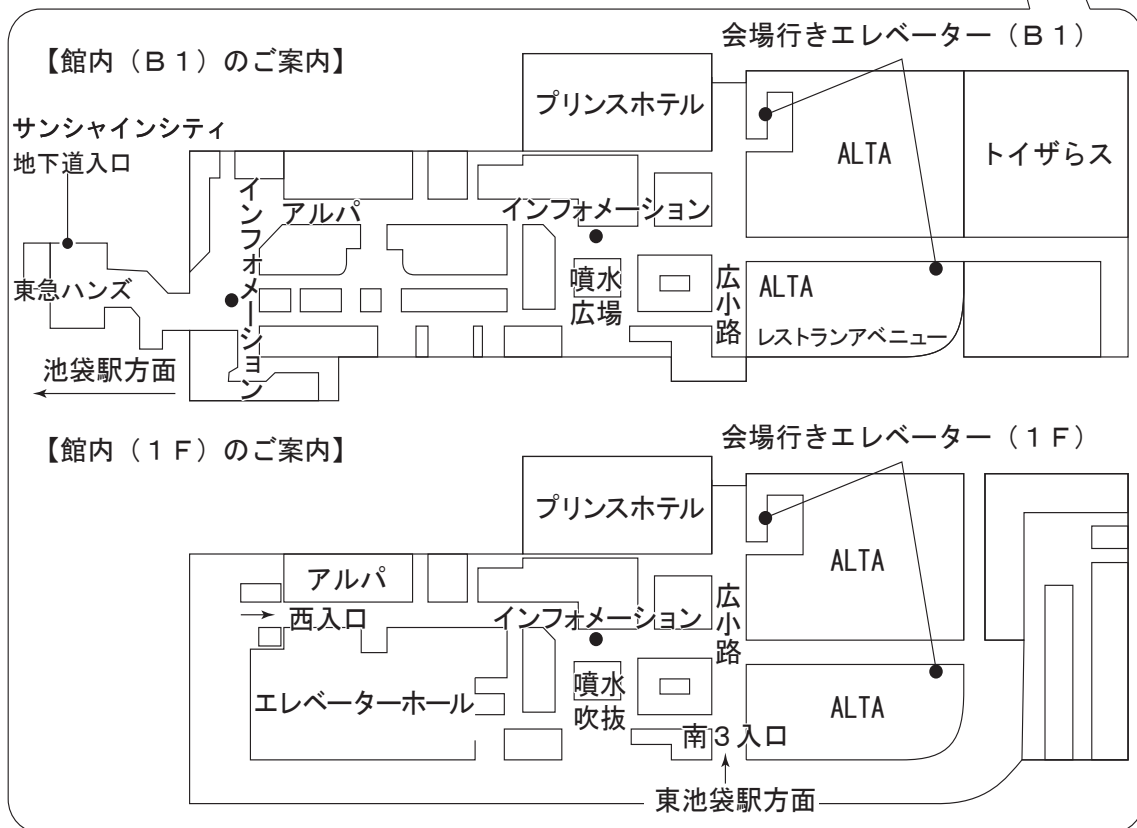 会場行きエレベーター（Ｂ１）
【館内（Ｂ１）のご案内】
プリンスホテル
サンシャインシティ
地下道入口
ALTA
トイザらス
インフォメーション
アルパ
インフォメーション
東急ハンズ
噴水
広場
広小路
ALTA
レストランアベニュー
池袋駅方面
会場行きエレベーター（１Ｆ）
【館内（１Ｆ）のご案内】
プリンスホテル
アルパ
ALTA
西入口
インフォメーション
広小路
エレベーターホール
噴水
吹抜
ALTA
南３入口
東池袋駅方面